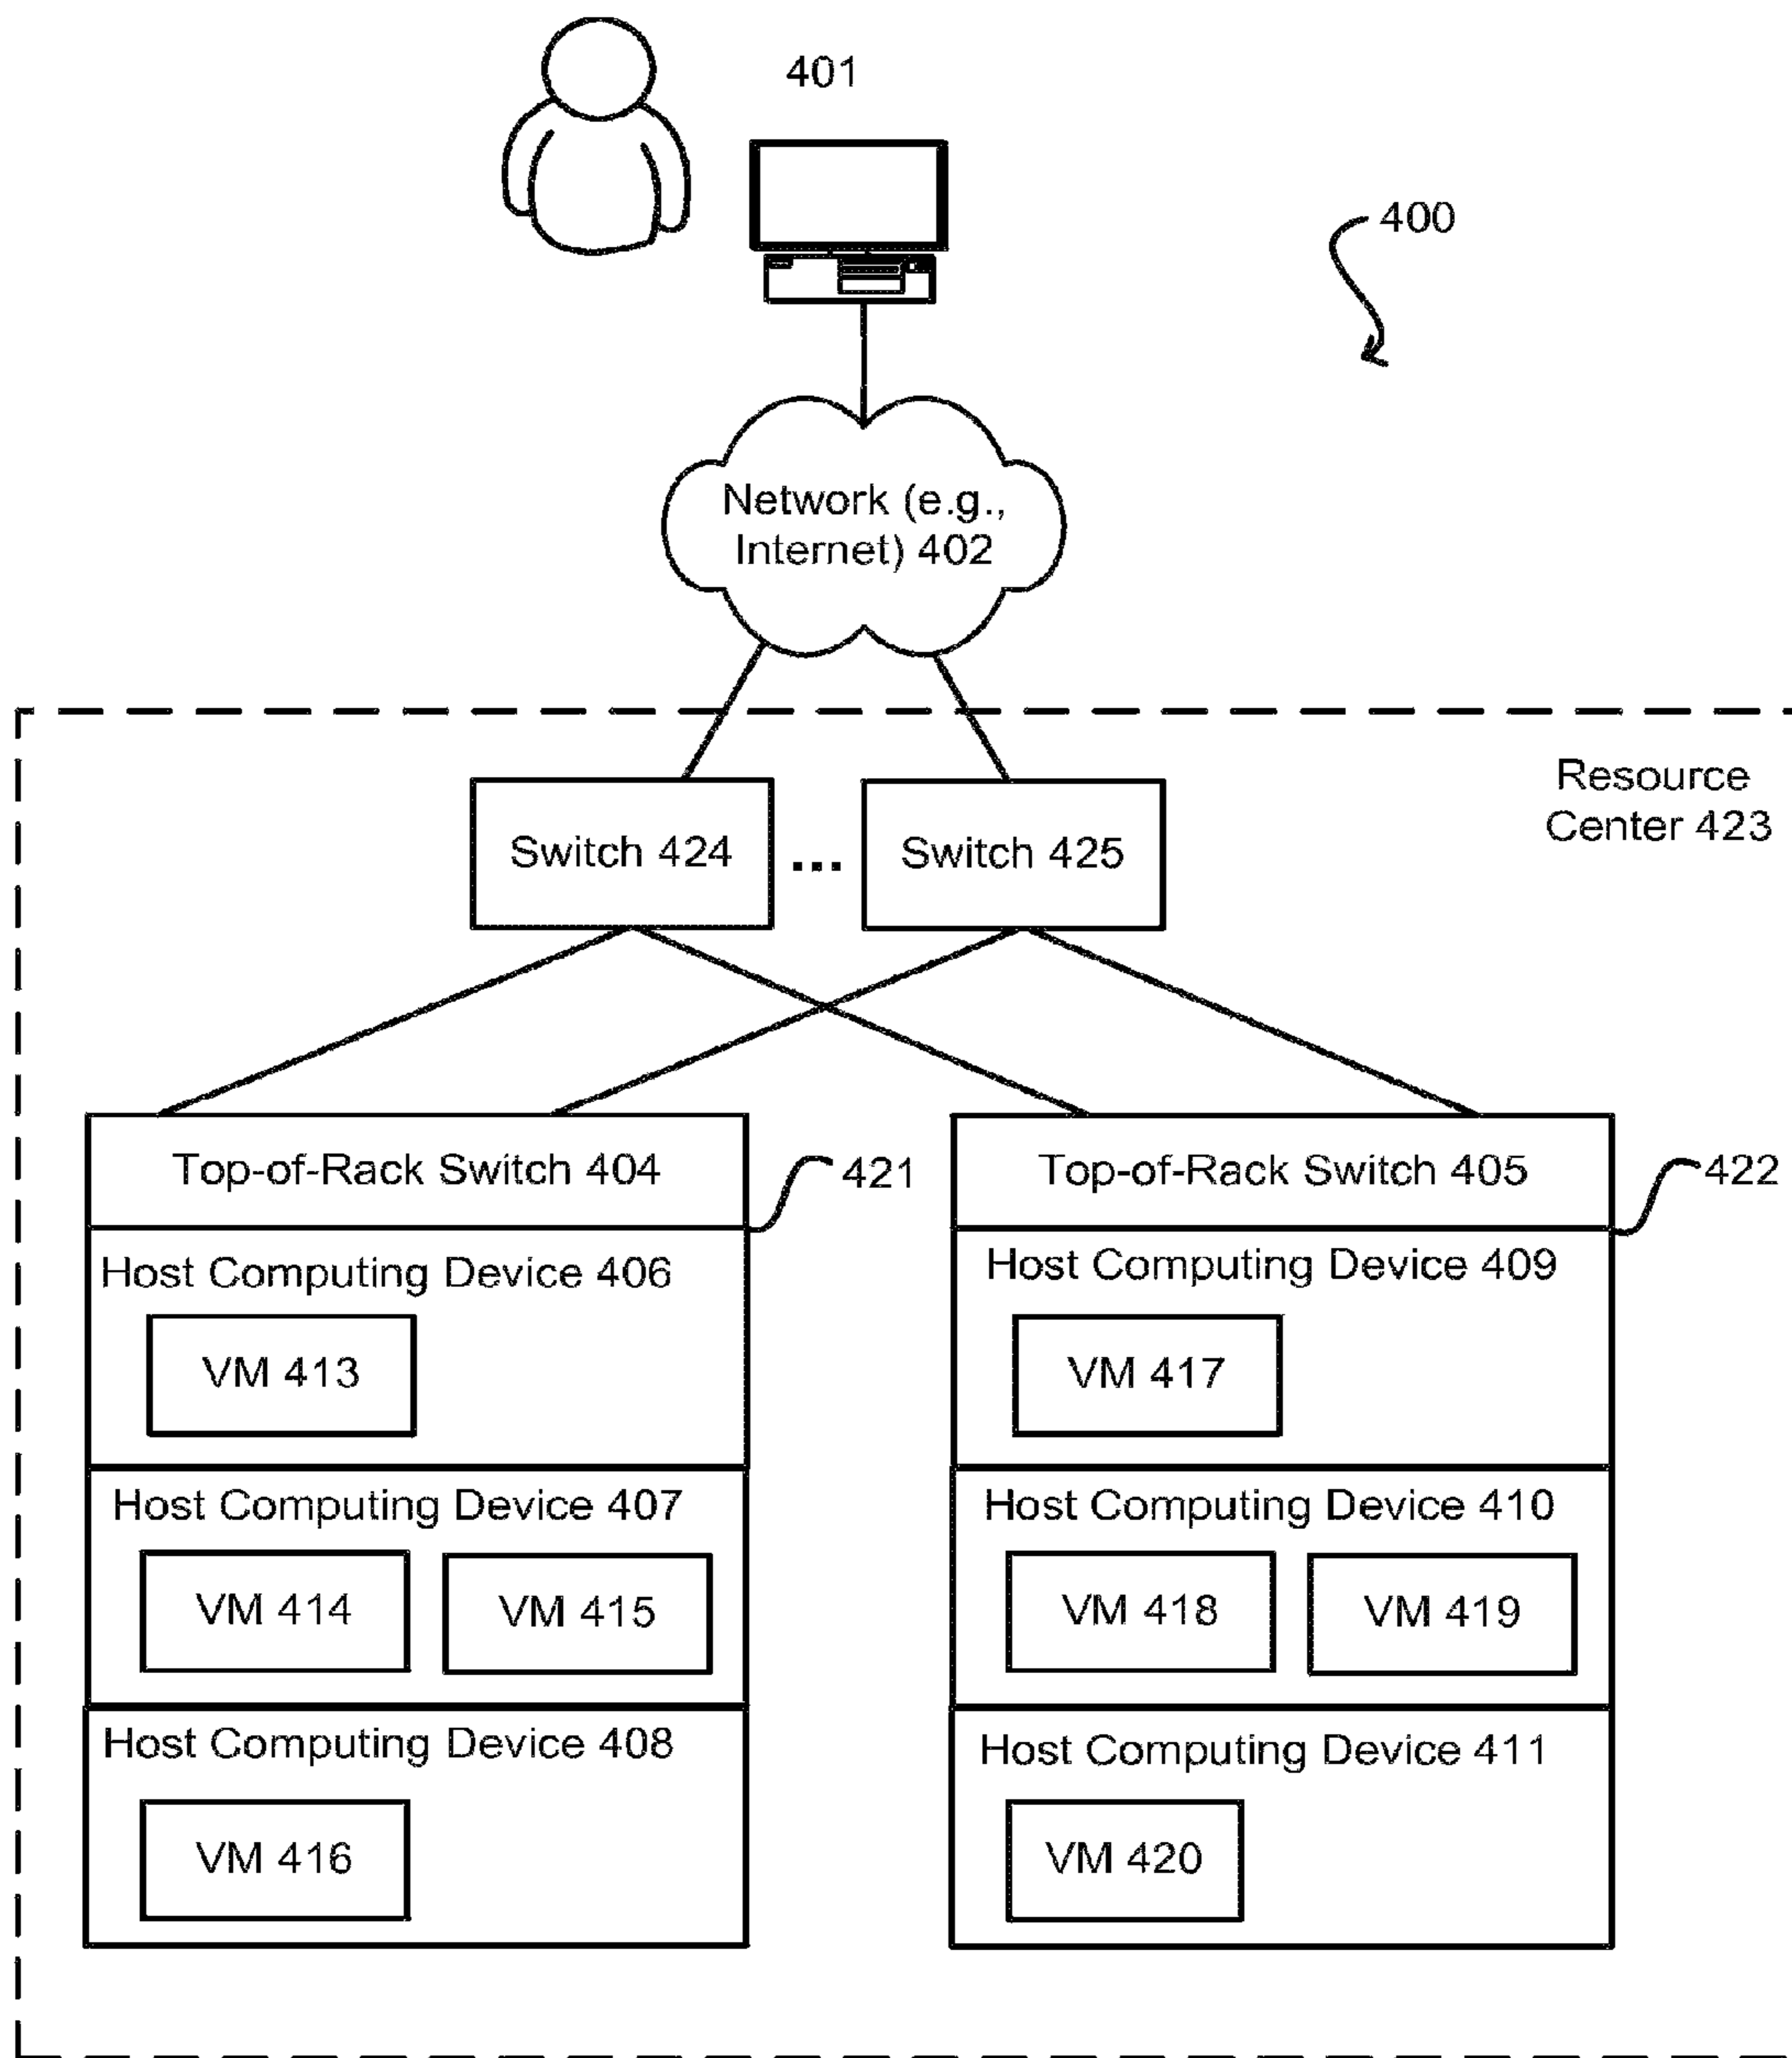 401
400
Network (e.g.,
Internet) 402
Resource
Center 423
Switch 424
...
Switch 425
Top-of-Rack Switch 404
421
Host Computing Device 406
VM 413
Host Computing Device 407
VM 414
VM 415
Host Computing Device 408
VM 416
Top-of-Rack Switch 405
422
Host Computing Device 409
VM 417
Host Computing Device 410
VM 418
VM 419
Host Computing Device 411
VM 420